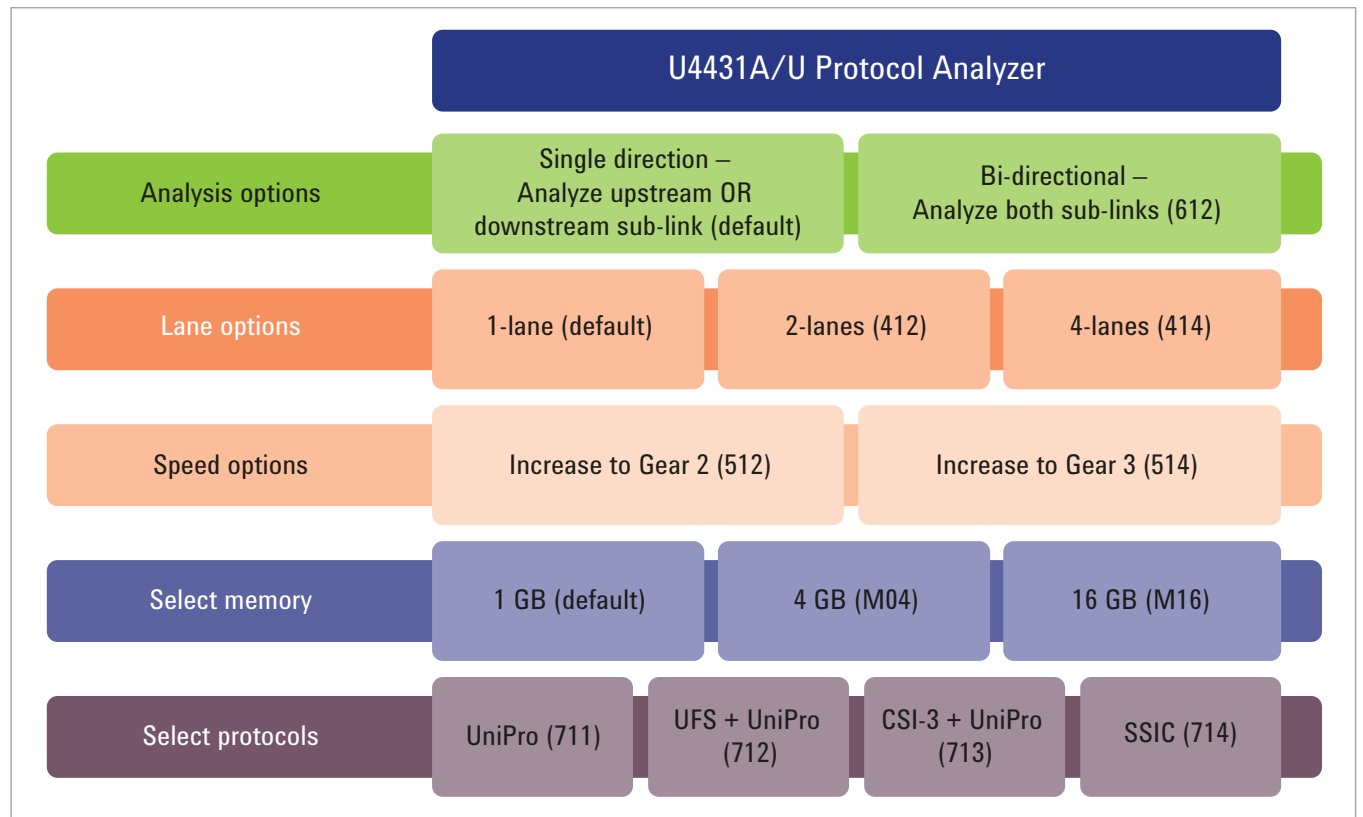 U4431A/U Protocol Analyzer
Analysis options
Single direction –
Analyze upstream OR
downstream sub-link (default)
Bi-directional –
Analyze both sub-links (612)
Lane options
1-lane (default)
2-lanes (412)
4-lanes (414)
Speed options
Increase to Gear 2 (512)
Increase to Gear 3 (514)
Select memory
1 GB (default)
4 GB (M04)
16 GB (M16)
Select protocols
UniPro (711)
UFS + UniPro
(712)
CSI-3 + UniPro
(713)
SSIC (714)